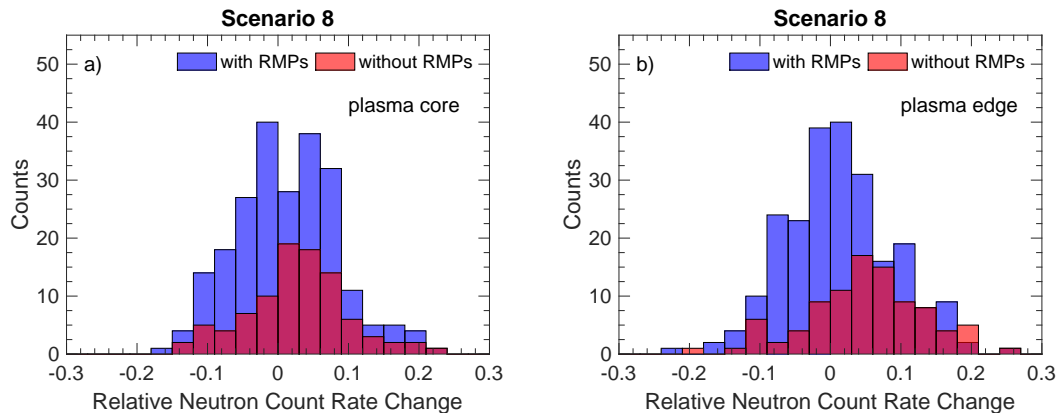 Scenario 8
a)
with RMPs
without RMPs
plasma core
50
40
30
20
10
0
Counts
-0.3
-0.2
-0.1
0
0.1
0.2
0.3
Relative Neutron Count Rate Change
Scenario 8
b)
with RMPs
without RMPs
plasma edge
50
40
30
20
10
0
Counts
-0.3
-0.2
-0.1
0
0.1
0.2
0.3
Relative Neutron Count Rate Change